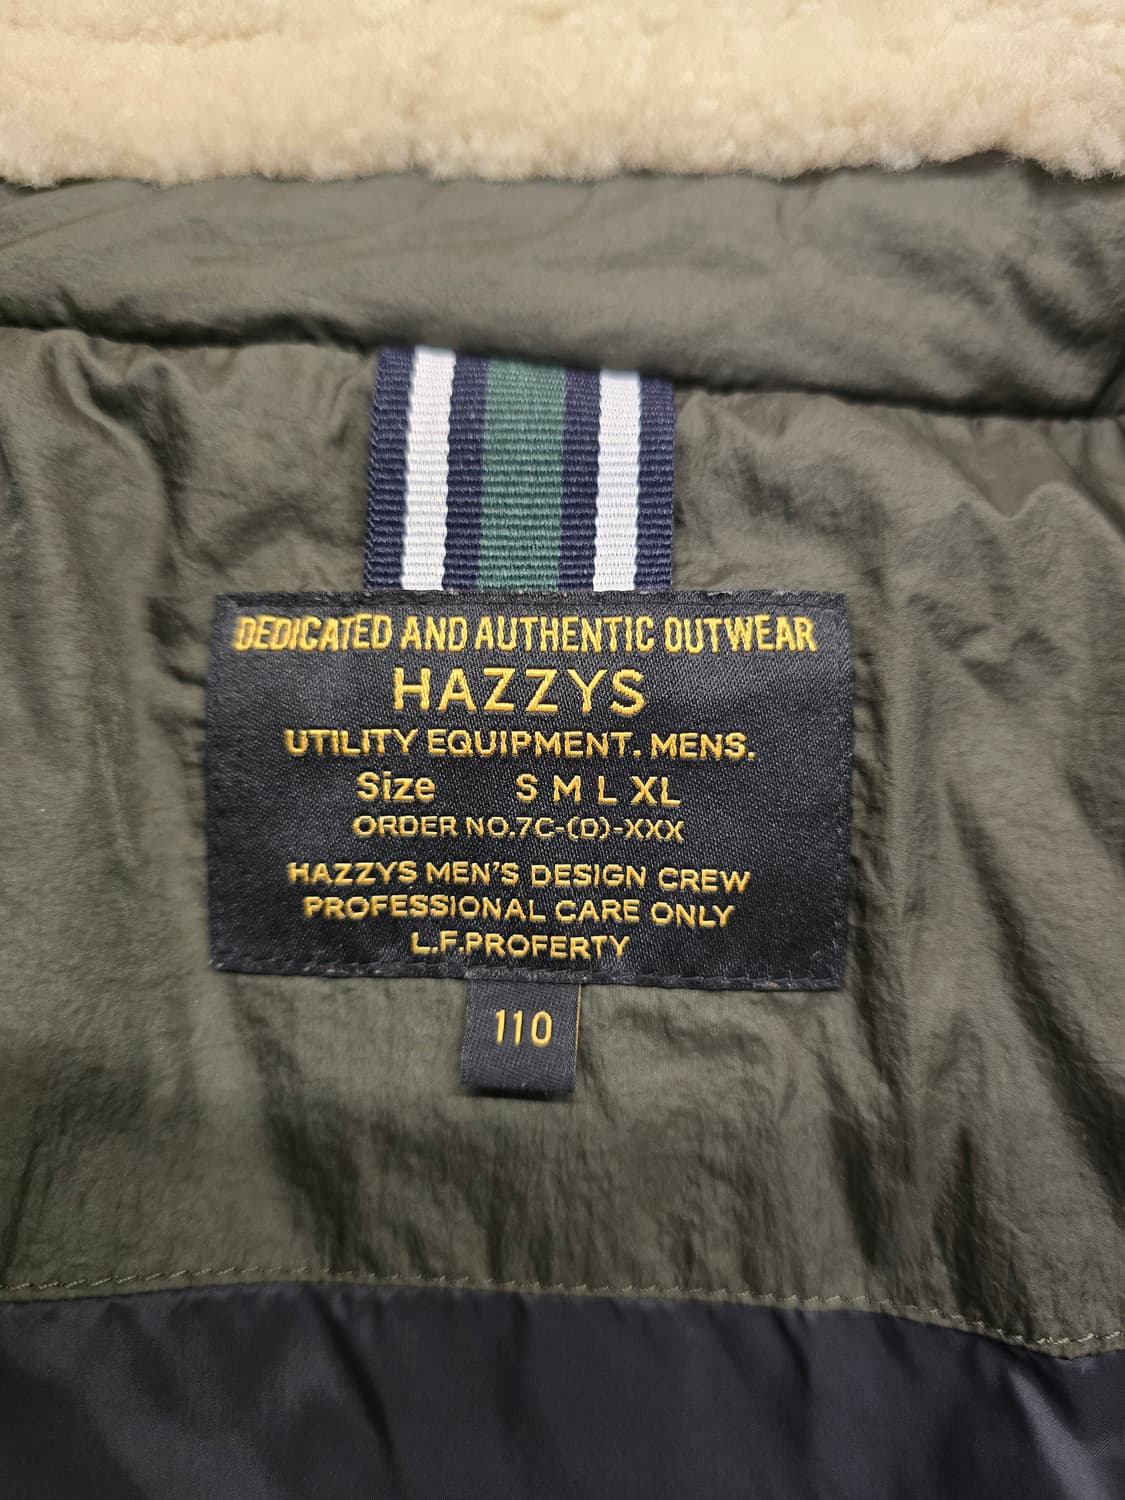 DEDICATED AND AUTHENTIC OUTWEAR
HAZZYS
UTILITY EQUIPMENT. MENS.
Size S M L XL
ORDER NO.7C-(D)-XXX
HAZZYS MEN'S DESIGN CREW
PROFESSIONAL CARE ONLY
L.F.PROFERTY
110